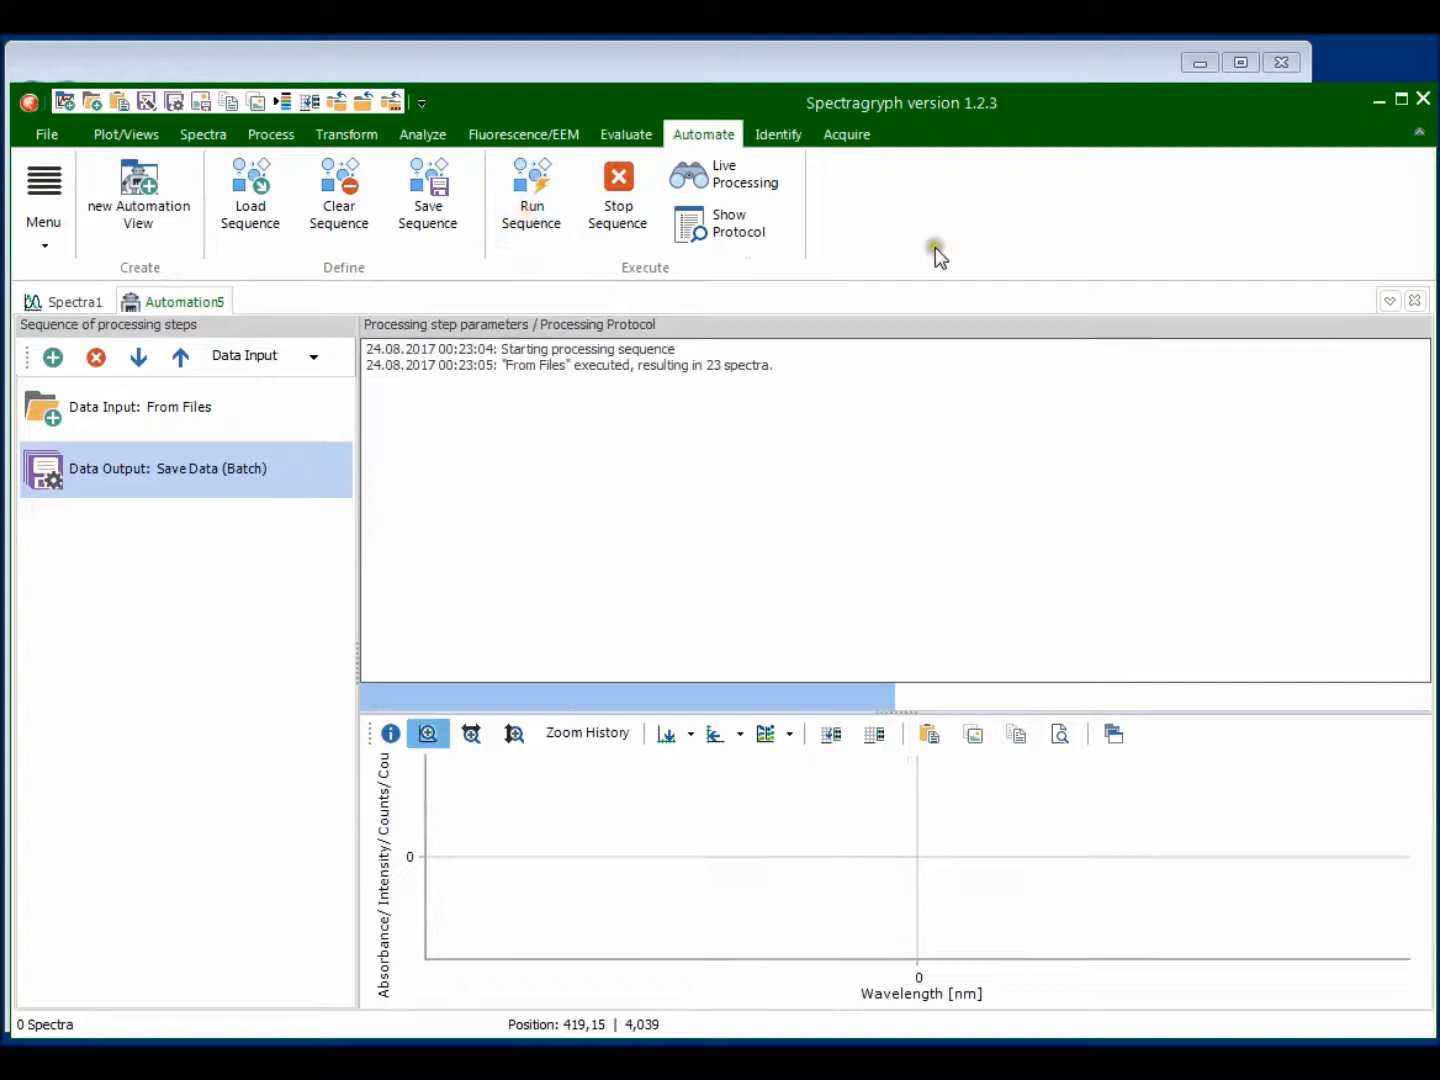 Spectragryph version 1.2.3
File Plot/Views Spectra Process Transform Analyze Fluorescence/EEM Evaluate Automate Identify Acquire
Menu
new Automation View
Load Sequence
Clear Sequence
Save Sequence
Run Sequence
Stop Sequence
Live Processing
Show Protocol
Create Define Execute
Spectra1 Automation5
Sequence of processing steps
Processing step parameters / Processing Protocol
Data Input
24.08.2017 00:23:04: Starting processing sequence
24.08.2017 00:23:05: "From Files" executed, resulting in 23 spectra.
Data Input: From Files
Data Output: Save Data (Batch)
Zoom History
Absorbance/ Intensity/ Counts/ Cou
0
0
Wavelength [nm]
0 Spectra
Position: 419,15 | 4,039